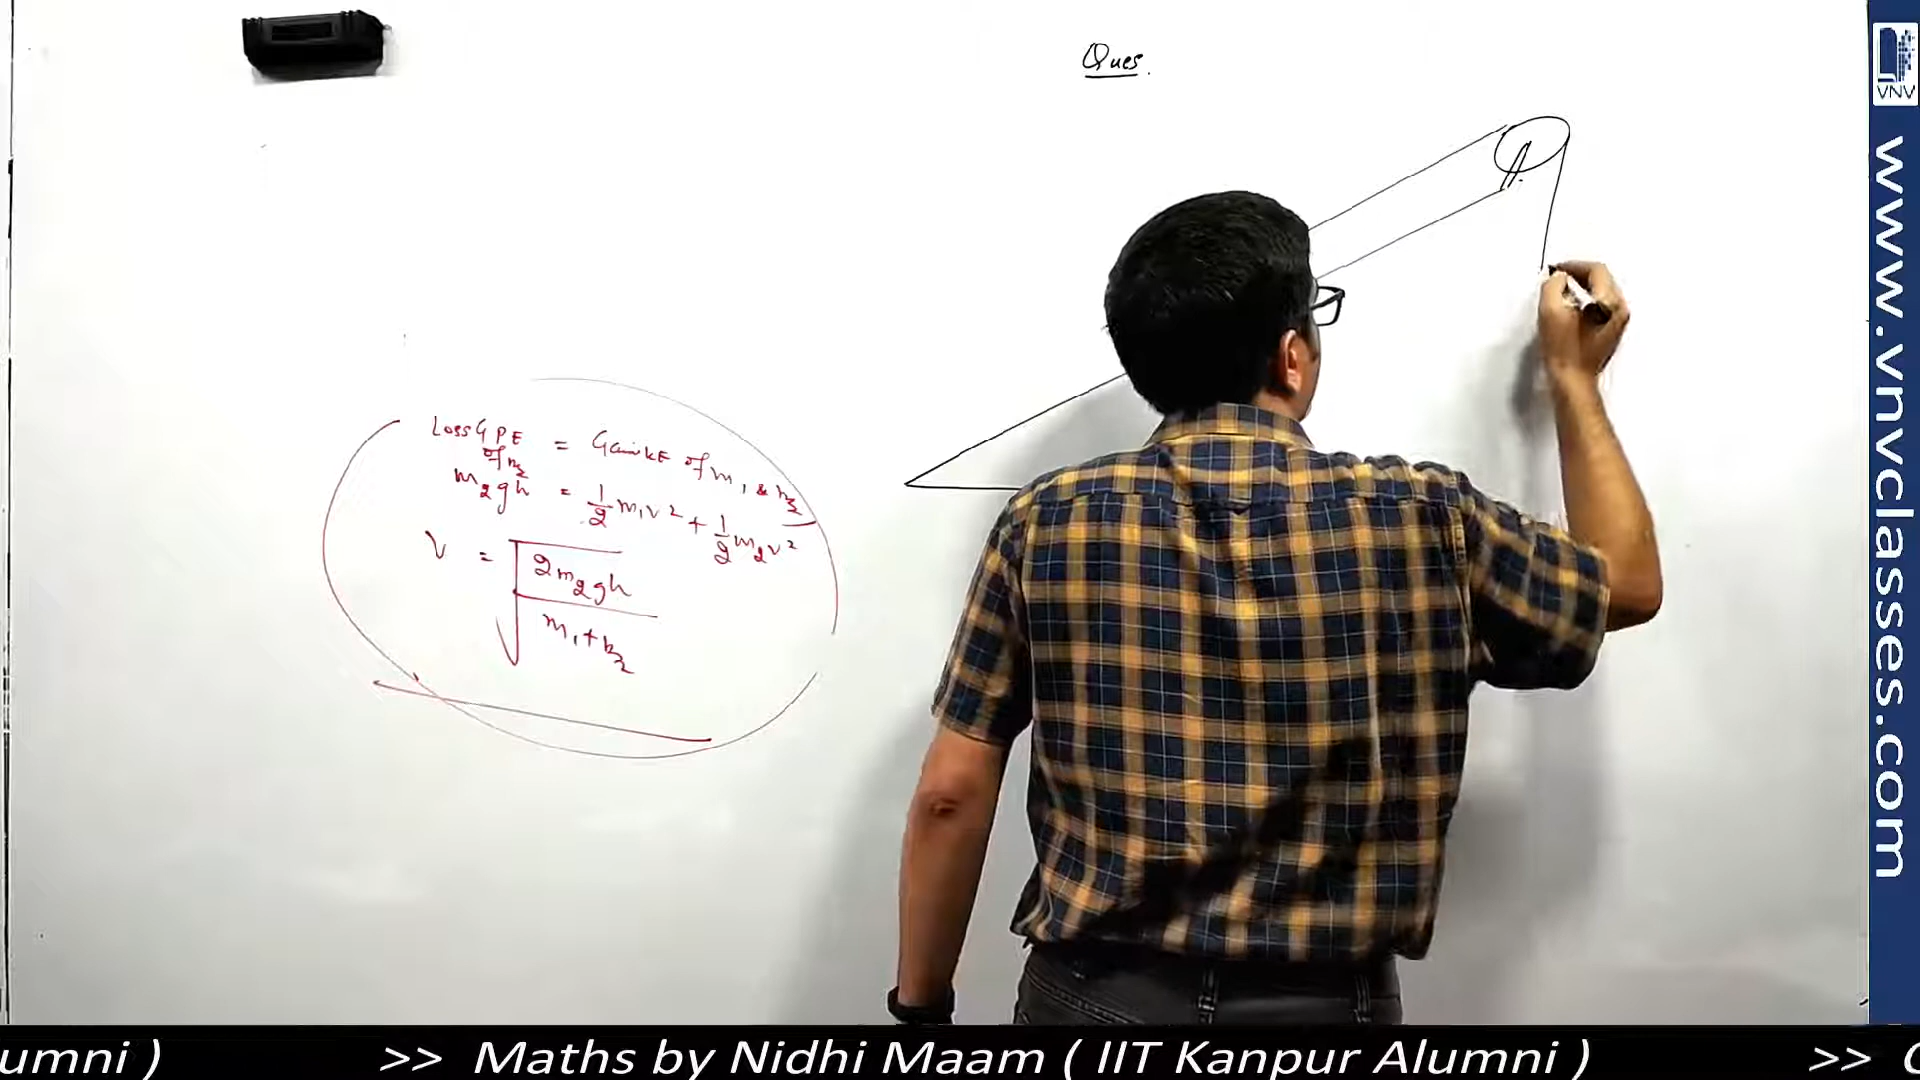 Ques.
Loss G P E = Gain KE of m1 & m2
of m2
m2gh = 1/2 m1v² + 1/2 m2v²
V = √(2m2gh / m1+m2)
VNV
www.vnvclasses.com
umni ) >> Maths by Nidhi Maam ( IIT Kanpur Alumni ) >>